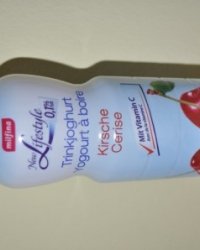 milfina
New
Lifestyle
0,1%
Trinkjoghurt
Yogourt à boire
Kirsche
Cerise
Mit Vitamin C